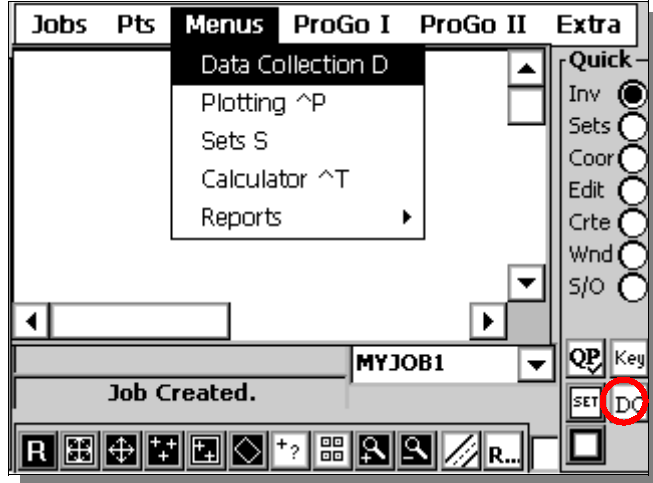 Jobs Pts Menus ProGo I ProGo II Extra
Data Collection D
Plotting ^P
Sets S
Calculator ^T
Reports
Quick
Inv
Sets
Coor
Edit
Crte
Wnd
S/O
MYJOB1
Job Created.
QP Key
SET DC
R +? R...